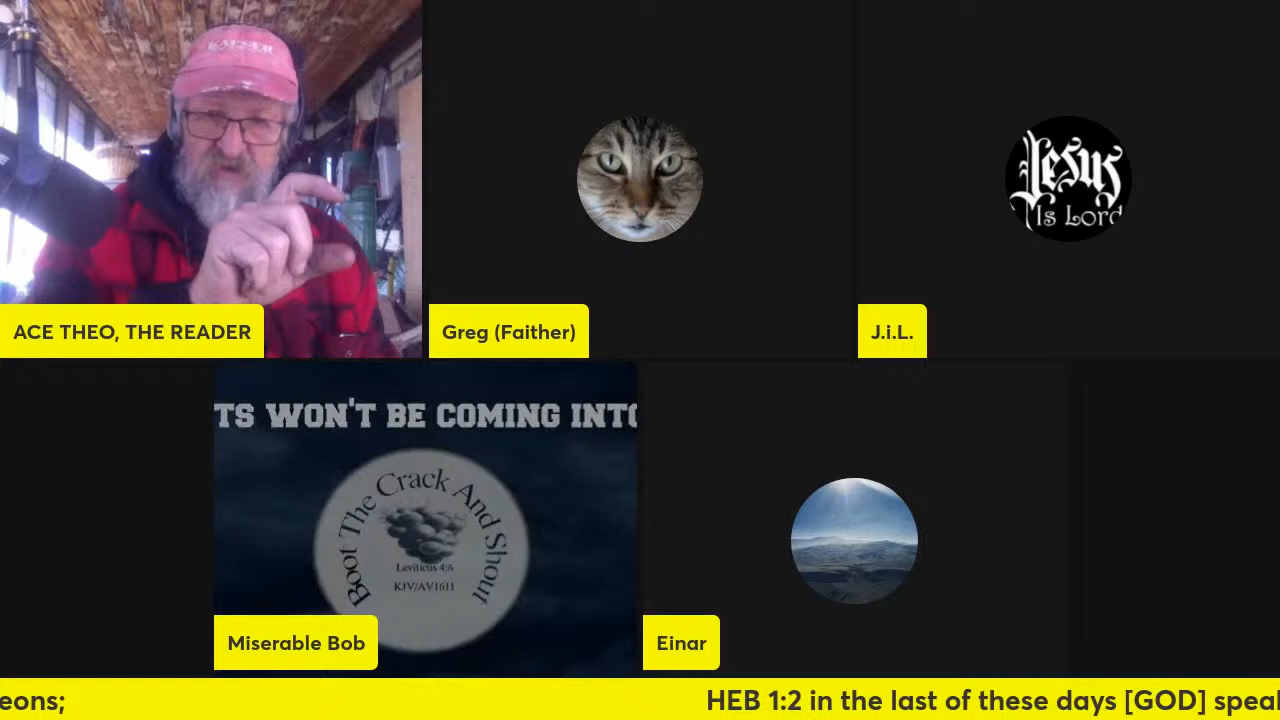 ACE THEO, THE READER
Greg (Faither)
Jesus
Is Lord
J.i.L.
TS WON'T BE COMING INTO
Boot The Crack And Shout
Leviticus 4:6
KJV/AV1611
Miserable Bob
Einar
eons;
HEB 1:2 in the last of these days [GOD] speak